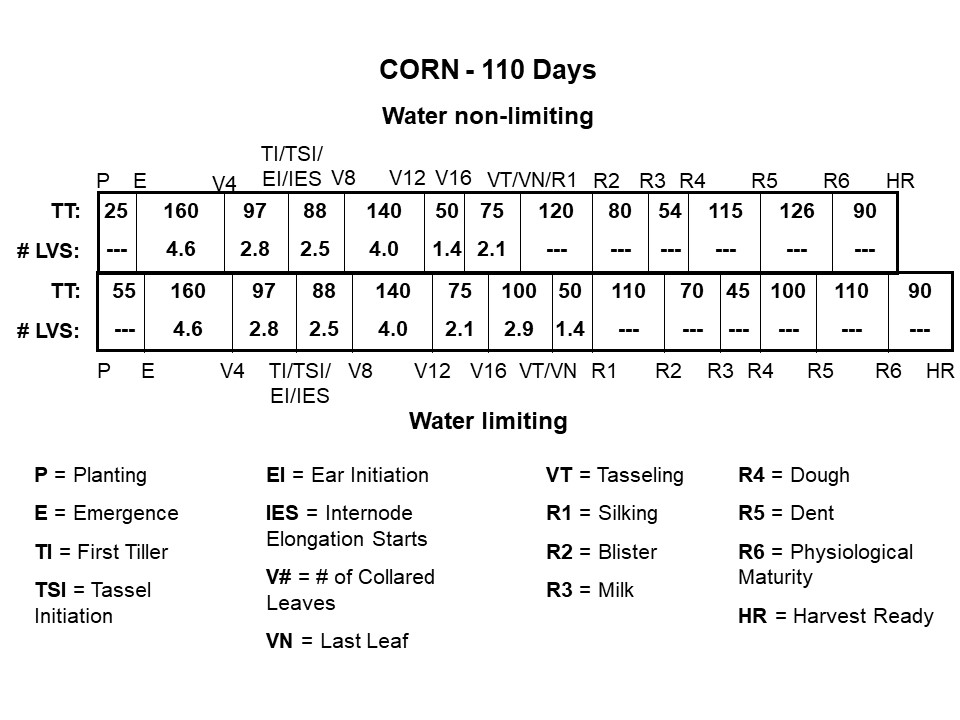 CORN - 110 Days
Water non-limiting
TI/TSI/
P E V4 EI/IES V8 V12 V16 VT/VN/R1 R2 R3 R4 R5 R6 HR
TT: 25 160 97 88 140 50 75 120 80 54 115 126 90
# LVS: --- 4.6 2.8 2.5 4.0 1.4 2.1 --- --- --- --- --- ---
TT: 55 160 97 88 140 75 100 50 110 70 45 100 110 90
# LVS: --- 4.6 2.8 2.5 4.0 2.1 2.9 1.4 --- --- --- --- --- ---
P E V4 TI/TSI/ V8 V12 V16 VT/VN R1 R2 R3 R4 R5 R6 HR
EI/IES
Water limiting
P = Planting
E = Emergence
TI = First Tiller
TSI = Tassel
Initiation
EI = Ear Initiation
IES = Internode
Elongation Starts
V# = # of Collared
Leaves
VN = Last Leaf
VT = Tasseling
R1 = Silking
R2 = Blister
R3 = Milk
R4 = Dough
R5 = Dent
R6 = Physiological
Maturity
HR = Harvest Ready